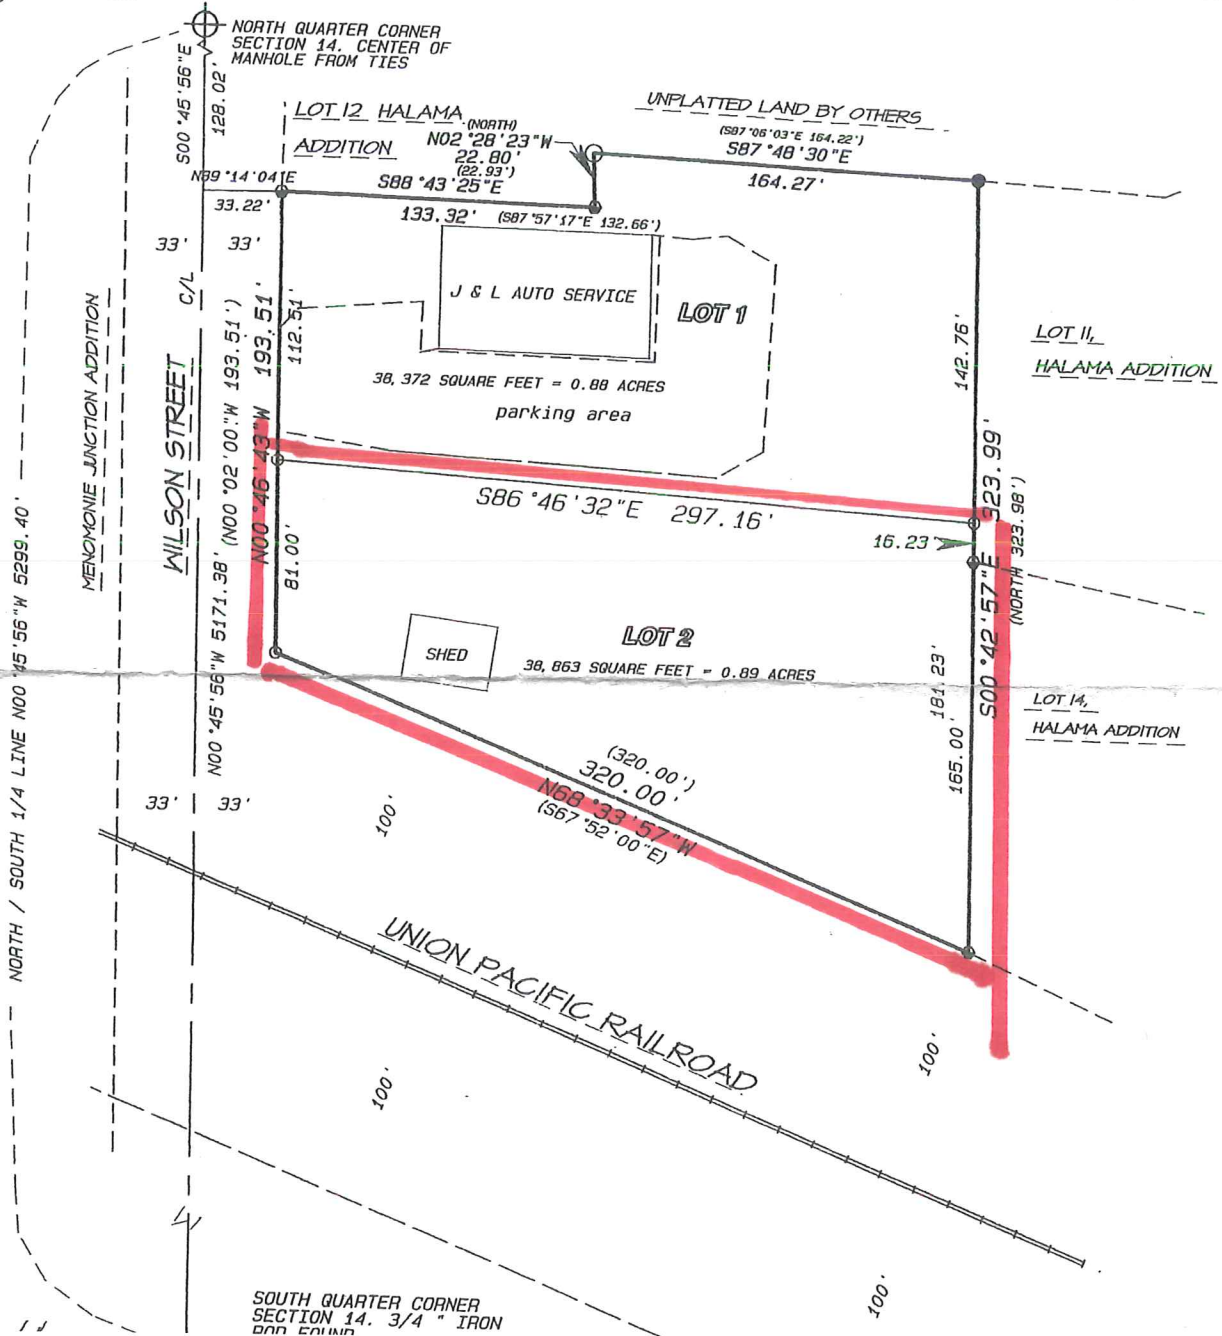 NORTH QUARTER CORNER
SECTION 14. CENTER OF
MANHOLE FROM TIES
S00°45'56"E
128.02'
LOT 12 HALAMA
ADDITION
(NORTH)
N02°28'23"W
22.80'
(22.93')
UNPLATTED LAND BY OTHERS
(S87°06'03"E 164.22')
S87°48'30"E
164.27'
N89°14'04"E
33.22'
S88°43'25"E
133.32'
(S87°57'17"E 132.66')
33'
33'
C/L
J & L AUTO SERVICE
LOT 1
38,372 SQUARE FEET = 0.88 ACRES
parking area
142.76'
LOT 11,
HALAMA ADDITION
MENOMONIE JUNCTION ADDITION
WILSON STREET
(N00°02'00"W 193.51')
N00°46'43"W 193.51'
112.51'
S86°46'32"E 297.16'
16.23'
S00°42'57"E 323.99'
(NORTH 323.98')
81.00'
N00°45'56"W 5171.38'
NORTH / SOUTH 1/4 LINE N00°45'56"W 5299.40'
SHED
LOT 2
38,863 SQUARE FEET = 0.89 ACRES
181.23'
165.00'
LOT 14,
HALAMA ADDITION
(320.00')
320.00'
N68°33'57"W
(S67°52'00"E)
33'
33'
100'
UNION PACIFIC RAILROAD
100'
100'
100'
SOUTH QUARTER CORNER
SECTION 14. 3/4 " IRON
ROD FOUND